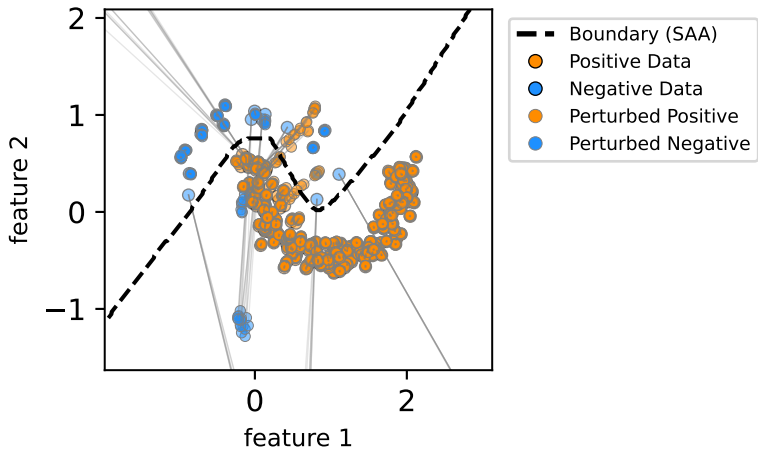 2
1
0
−1
feature 2
0
2
feature 1
Boundary (SAA)
Positive Data
Negative Data
Perturbed Positive
Perturbed Negative